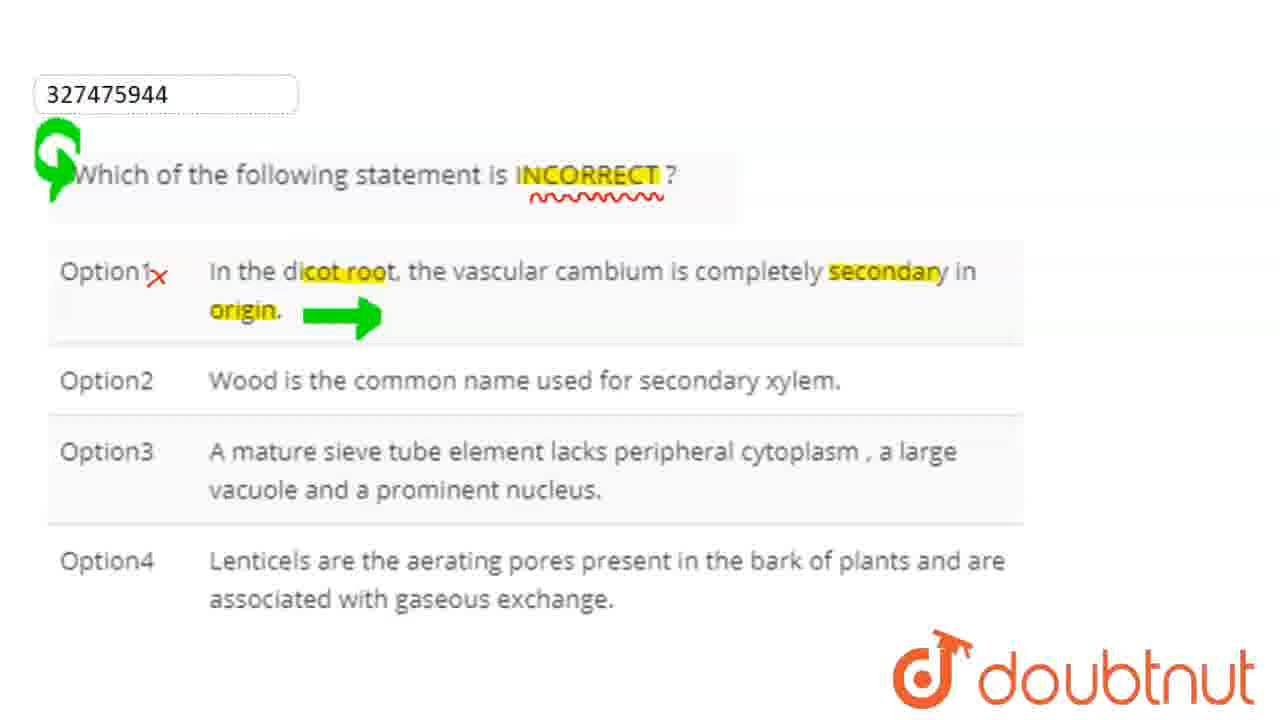 327475944
Which of the following statement is INCORRECT ?
Option1 In the dicot root, the vascular cambium is completely secondary in
origin.
Option2 Wood is the common name used for secondary xylem.
Option3 A mature sieve tube element lacks peripheral cytoplasm , a large
vacuole and a prominent nucleus.
Option4 Lenticels are the aerating pores present in the bark of plants and are
associated with gaseous exchange.
doubtnut